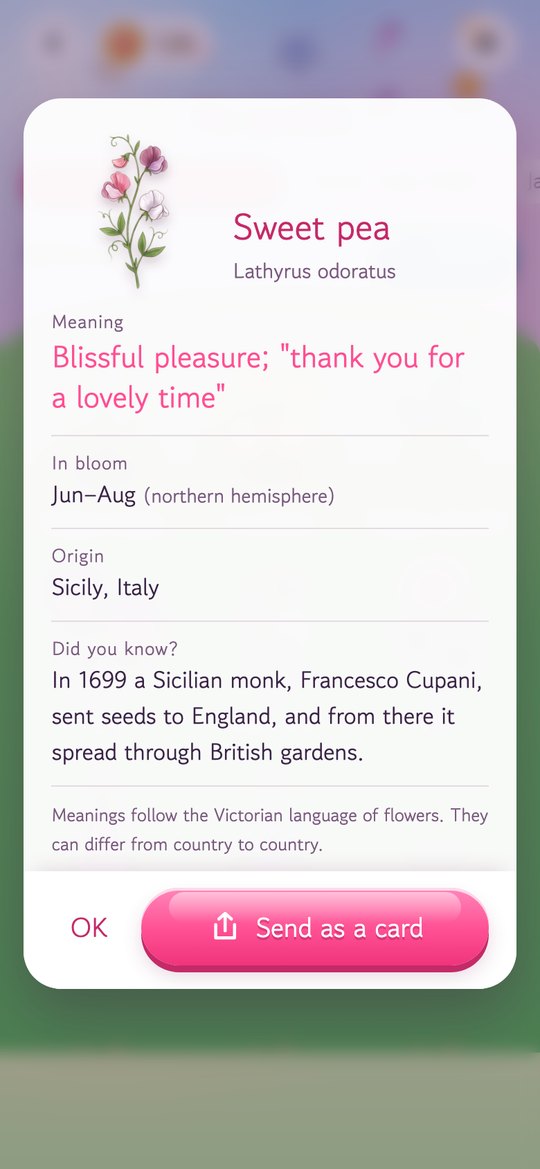 Sweet pea
Lathyrus odoratus
Meaning
Blissful pleasure; "thank you for
a lovely time"
In bloom
Jun–Aug (northern hemisphere)
Origin
Sicily, Italy
Did you know?
In 1699 a Sicilian monk, Francesco Cupani,
sent seeds to England, and from there it
spread through British gardens.
Meanings follow the Victorian language of flowers. They
can differ from country to country.
OK
Send as a card